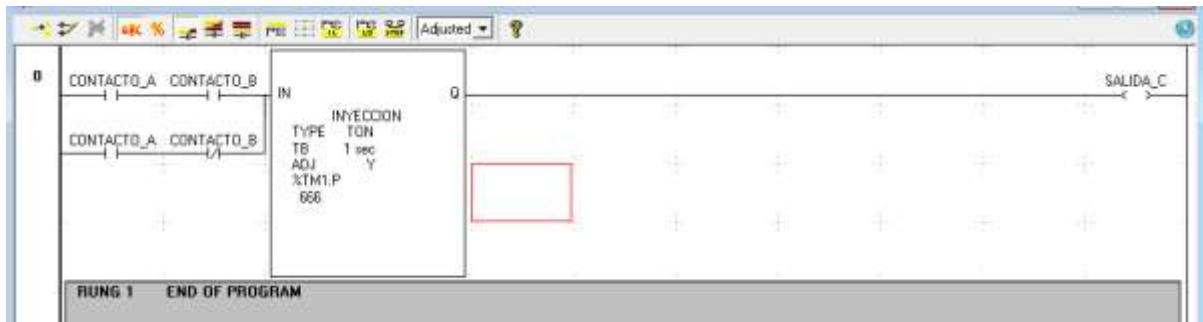 Adjusted
0
CONTACTO_A CONTACTO_B
SALIDA_C
IN Q
INYECCION
CONTACTO_A CONTACTO_B
TYPE TON
TB 1 sec
ADJ Y
%TM1.P
666
RUNG 1 END OF PROGRAM